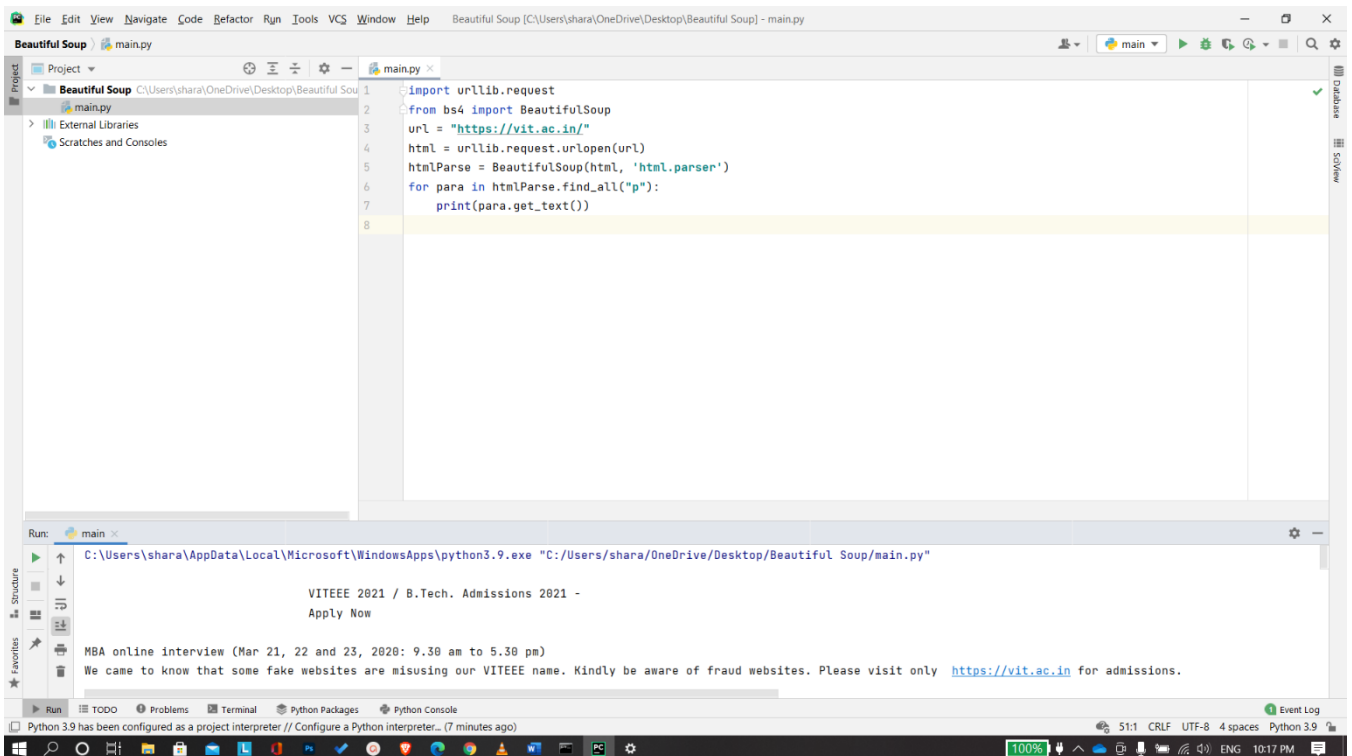 File Edit View Navigate Code Refactor Run Tools VCS Window Help Beautiful Soup [C:\Users\shara\OneDrive\Desktop\Beautiful Soup] - main.py
Beautiful Soup main.py
main
Project
Project
main.py
Beautiful Soup C:\Users\shara\OneDrive\Desktop\Beautiful Sou
main.py
External Libraries
Scratches and Consoles
1 import urllib.request
2 from bs4 import BeautifulSoup
3 url = "https://vit.ac.in/"
4 html = urllib.request.urlopen(url)
5 htmlParse = BeautifulSoup(html, 'html.parser')
6 for para in htmlParse.find_all("p"):
7 print(para.get_text())
8
Database
SciView
Run: main
C:\Users\shara\AppData\Local\Microsoft\WindowsApps\python3.9.exe "C:/Users/shara/OneDrive/Desktop/Beautiful Soup/main.py"
VITEEE 2021 / B.Tech. Admissions 2021 -
Apply Now
MBA online interview (Mar 21, 22 and 23, 2020: 9.30 am to 5.30 pm)
We came to know that some fake websites are misusing our VITEEE name. Kindly be aware of fraud websites. Please visit only https://vit.ac.in for admissions.
Structure
Favorites
Run TODO Problems Terminal Python Packages Python Console 1 Event Log
Python 3.9 has been configured as a project interpreter // Configure a Python interpreter... (7 minutes ago) 51:1 CRLF UTF-8 4 spaces Python 3.9
L Ps W PC 100% ENG 10:17 PM